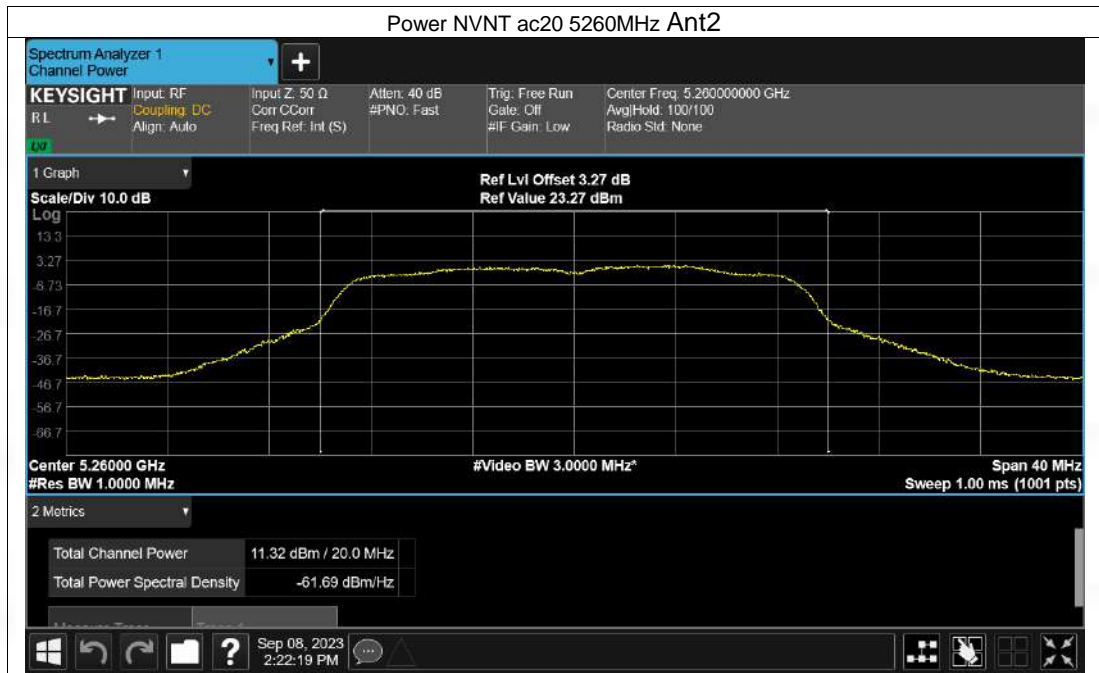 Power NVNT ac20 5260MHz Ant2
Spectrum Analyzer 1
Channel Power
+
KEYSIGHT
R L
LXI
Input: RF
Coupling: DC
Align: Auto
Input Z: 50 Ω
Corr CCorr
Freq Ref: Int (S)
Atten: 40 dB
#PNO: Fast
Trig: Free Run
Gate: Off
#IF Gain: Low
Center Freq: 5.260000000 GHz
Avg|Hold: 100/100
Radio Std: None
1 Graph
Scale/Div 10.0 dB
Ref Lvl Offset 3.27 dB
Ref Value 23.27 dBm
Log
13.3
3.27
-6.73
-16.7
-26.7
-36.7
-46.7
-56.7
-66.7
Center 5.26000 GHz
#Video BW 3.0000 MHz*
Span 40 MHz
#Res BW 1.0000 MHz
Sweep 1.00 ms (1001 pts)
2 Metrics
Total Channel Power 11.32 dBm / 20.0 MHz
Total Power Spectral Density -61.69 dBm/Hz
?
Sep 08, 2023
2:22:19 PM